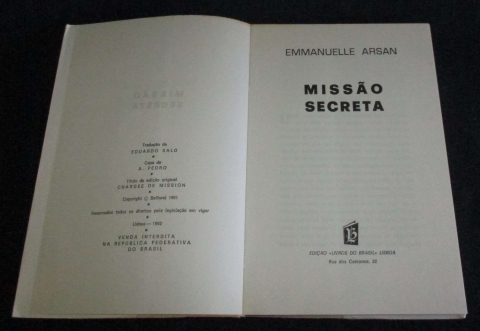 Tradução de
EDUARDO SALÓ
Capa de
A. PEDRO
Título da edição original
CHARGÉE DE MISSION
Copyright © Belfond 1991
Reservados todos os direitos pela legislação em vigor
Lisboa — 1992
VENDA INTERDITA
NA REPÚBLICA FEDERATIVA
DO BRASIL
EMMANUELLE ARSAN
MISSÃO
SECRETA
EDIÇÃO «LIVROS DO BRASIL» LISBOA
Rua dos Caetanos, 22